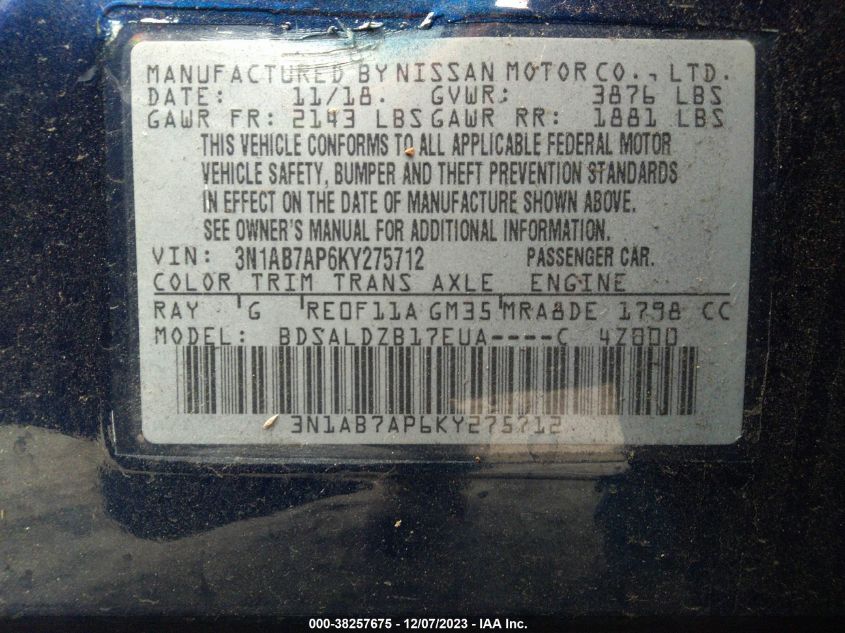 MANUFACTURED BY NISSAN MOTOR CO., LTD.
DATE: 11/18. GVWR: 3876 LBS
GAWR FR: 2143 LBS GAWR RR: 1881 LBS
THIS VEHICLE CONFORMS TO ALL APPLICABLE FEDERAL MOTOR
VEHICLE SAFETY, BUMPER AND THEFT PREVENTION STANDARDS
IN EFFECT ON THE DATE OF MANUFACTURE SHOWN ABOVE.
SEE OWNER'S MANUAL FOR ADDITIONAL INFORMATION.
VIN: 3N1AB7AP6KY275712 PASSENGER CAR.
COLOR TRIM TRANS AXLE ENGINE
RAY G RE0F11A GM35 MRA8DE 1798 CC
MODEL: BDSALDZB17EUA----C 4Z800
3N1AB7AP6KY275712
000-38257675 - 12/07/2023 - IAA Inc.